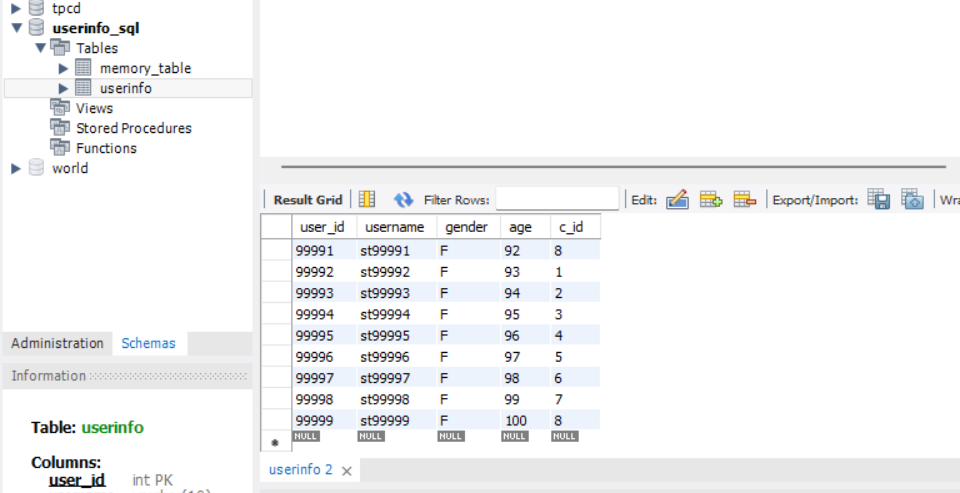 tpcd
userinfo_sql
Tables
memory_table
userinfo
Views
Stored Procedures
Functions
world
Administration Schemas
Information
Table: userinfo
Columns:
user_id int PK
Result Grid Filter Rows: Edit: Export/Import:
user_id username gender age c_id
99991 st99991 F 92 8
99992 st99992 F 93 1
99993 st99993 F 94 2
99994 st99994 F 95 3
99995 st99995 F 96 4
99996 st99996 F 97 5
99997 st99997 F 98 6
99998 st99998 F 99 7
99999 st99999 F 100 8
NULL NULL NULL NULL NULL
userinfo 2